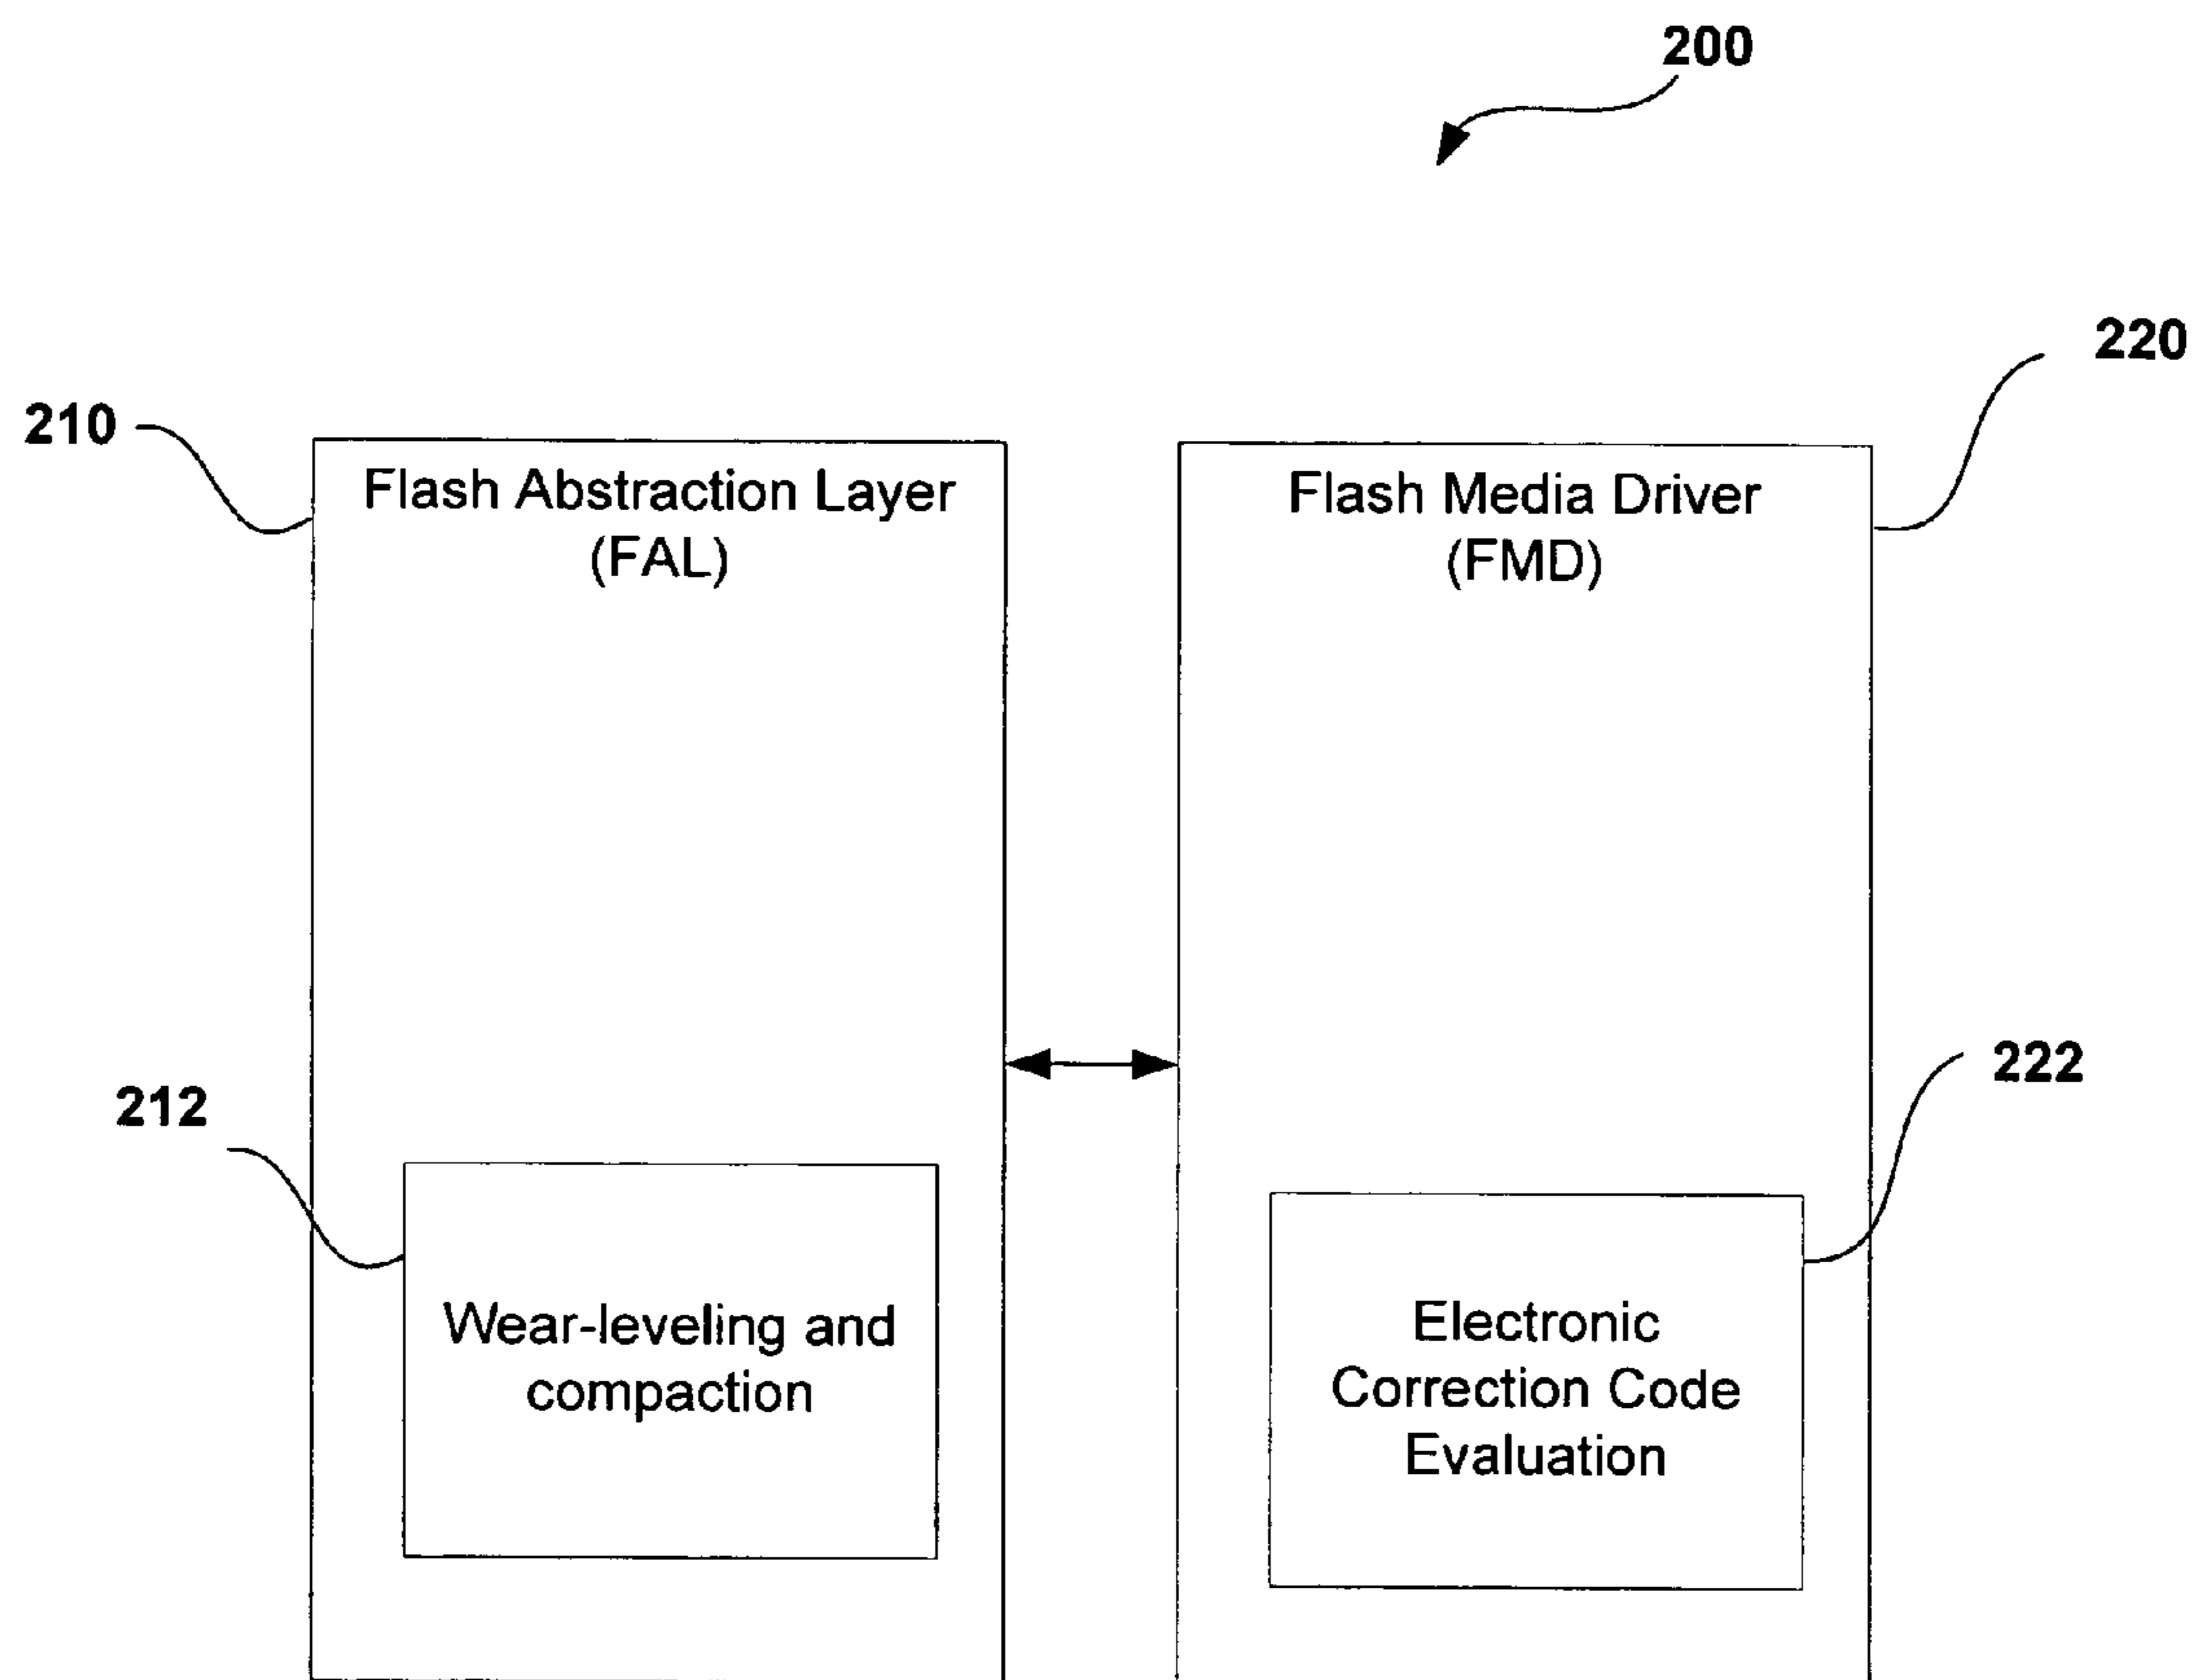 200
220
210
Flash Abstraction Layer
(FAL)
Flash Media Driver
(FMD)
222
212
Wear-leveling and
compaction
Electronic
Correction Code
Evaluation